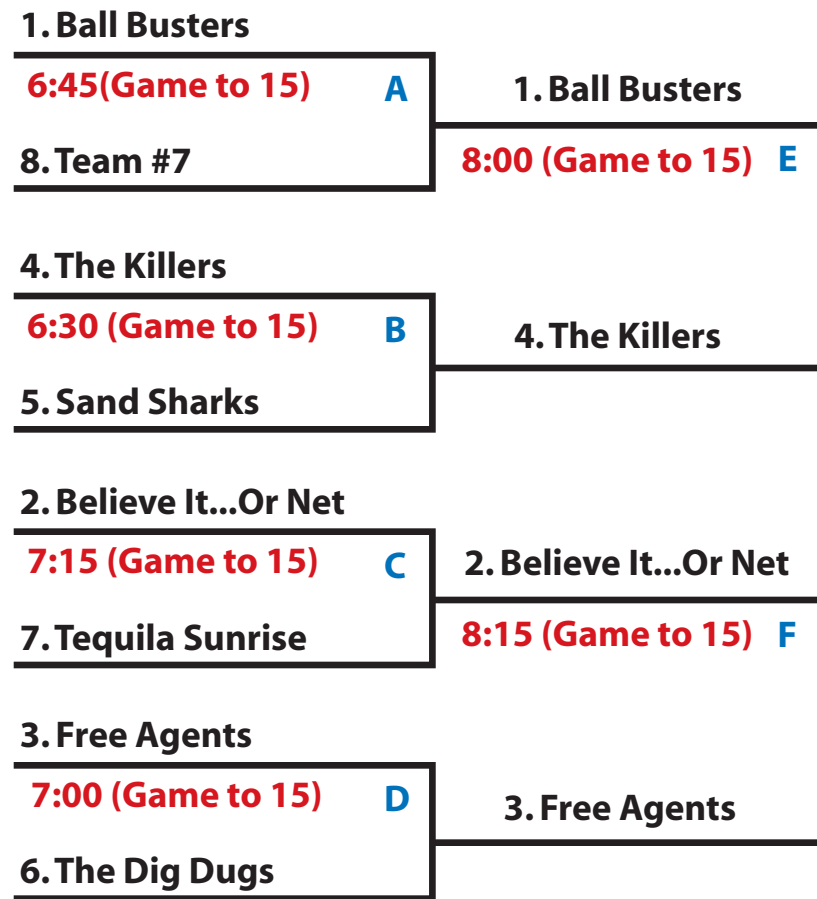 1. Ball Busters
6:45(Game to 15) A
8. Team #7
1. Ball Busters
8:00 (Game to 15) E
4. The Killers
6:30 (Game to 15) B
5. Sand Sharks
4. The Killers
2. Believe It...Or Net
7:15 (Game to 15) C
7. Tequila Sunrise
2. Believe It...Or Net
8:15 (Game to 15) F
3. Free Agents
7:00 (Game to 15) D
6. The Dig Dugs
3. Free Agents